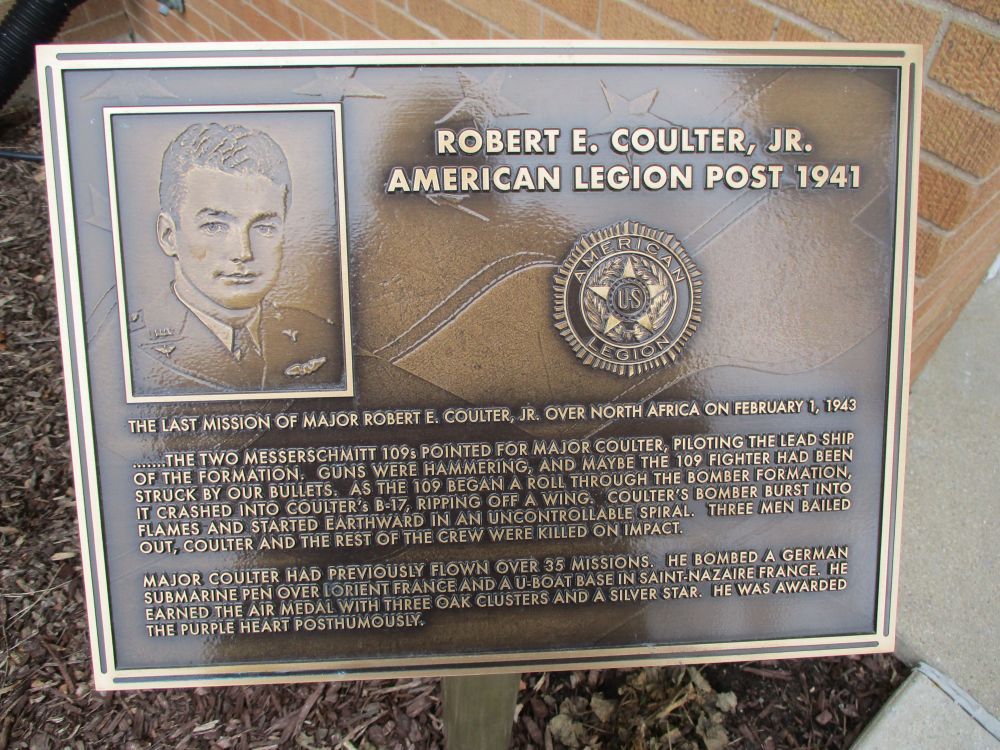 ROBERT E. COULTER, JR.
AMERICAN LEGION POST 1941
AMERICAN
U·S
LEGION
THE LAST MISSION OF MAJOR ROBERT E. COULTER, JR. OVER NORTH AFRICA ON FEBRUARY 1, 1943
.......THE TWO MESSERSCHMITT 109s POINTED FOR MAJOR COULTER, PILOTING THE LEAD SHIP
OF THE FORMATION. GUNS WERE HAMMERING, AND MAYBE THE 109 FIGHTER HAD BEEN
STRUCK BY OUR BULLETS. AS THE 109 BEGAN A ROLL THROUGH THE BOMBER FORMATION,
IT CRASHED INTO COULTER'S B-17, RIPPING OFF A WING. COULTER'S BOMBER BURST INTO
FLAMES AND STARTED EARTHWARD IN AN UNCONTROLLABLE SPIRAL. THREE MEN BAILED
OUT, COULTER AND THE REST OF THE CREW WERE KILLED ON IMPACT.
MAJOR COULTER HAD PREVIOUSLY FLOWN OVER 35 MISSIONS. HE BOMBED A GERMAN
SUBMARINE PEN OVER LORIENT FRANCE AND A U-BOAT BASE IN SAINT-NAZAIRE FRANCE. HE
EARNED THE AIR MEDAL WITH THREE OAK CLUSTERS AND A SILVER STAR. HE WAS AWARDED
THE PURPLE HEART POSTHUMOUSLY.